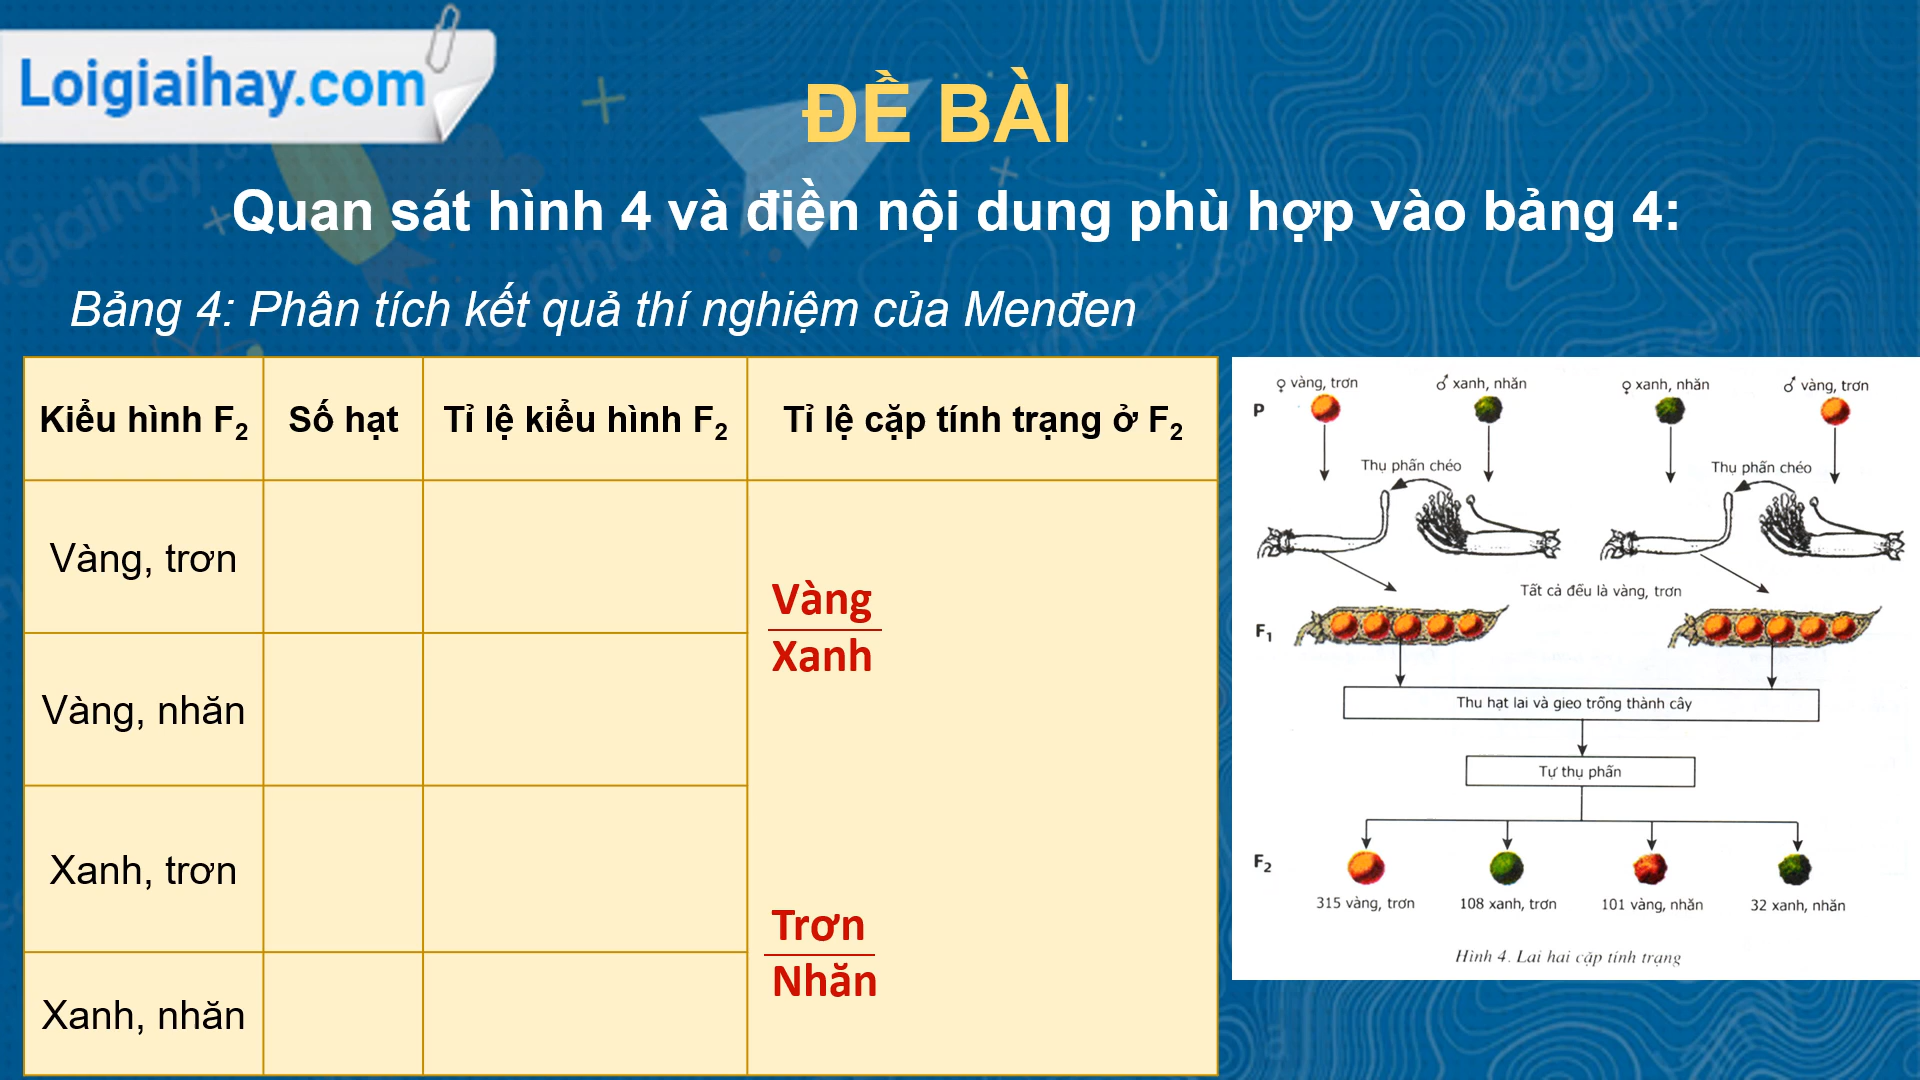 Loigiaihay.com
ĐỀ BÀI
Quan sát hình 4 và điền nội dung phù hợp vào bảng 4:
Bảng 4: Phân tích kết quả thí nghiệm của Menđen
Kiểu hình F2 Số hạt Tỉ lệ kiểu hình F2 Tỉ lệ cặp tính trạng ở F2
Vàng, trơn
Vàng, nhăn
Xanh, trơn
Xanh, nhăn
Vàng
Xanh
Trơn
Nhăn
♀ vàng, trơn ♂ xanh, nhăn ♀ xanh, nhăn ♂ vàng, trơn
P
Thụ phấn chéo Thụ phấn chéo
Tất cả đều là vàng, trơn
F1
Thu hạt lai và gieo trồng thành cây
Tự thụ phấn
F2
315 vàng, trơn 108 xanh, trơn 101 vàng, nhăn 32 xanh, nhăn
Hình 4. Lai hai cặp tính trạng